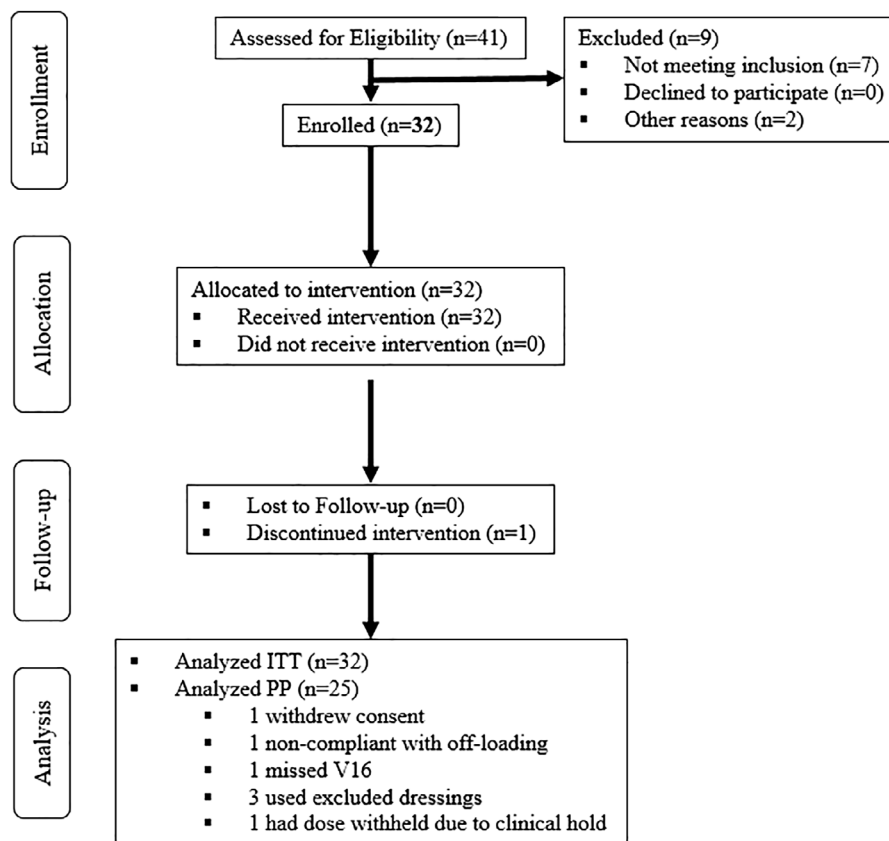 Enrollment
Assessed for Eligibility (n=41)
Excluded (n=9)
▪ Not meeting inclusion (n=7)
▪ Declined to participate (n=0)
▪ Other reasons (n=2)
Enrolled (n=32)
Allocation
Allocated to intervention (n=32)
▪ Received intervention (n=32)
▪ Did not receive intervention (n=0)
Follow-up
▪ Lost to Follow-up (n=0)
▪ Discontinued intervention (n=1)
Analysis
▪ Analyzed ITT (n=32)
▪ Analyzed PP (n=25)
▪ 1 withdrew consent
▪ 1 non-compliant with off-loading
▪ 1 missed V16
▪ 3 used excluded dressings
▪ 1 had dose withheld due to clinical hold